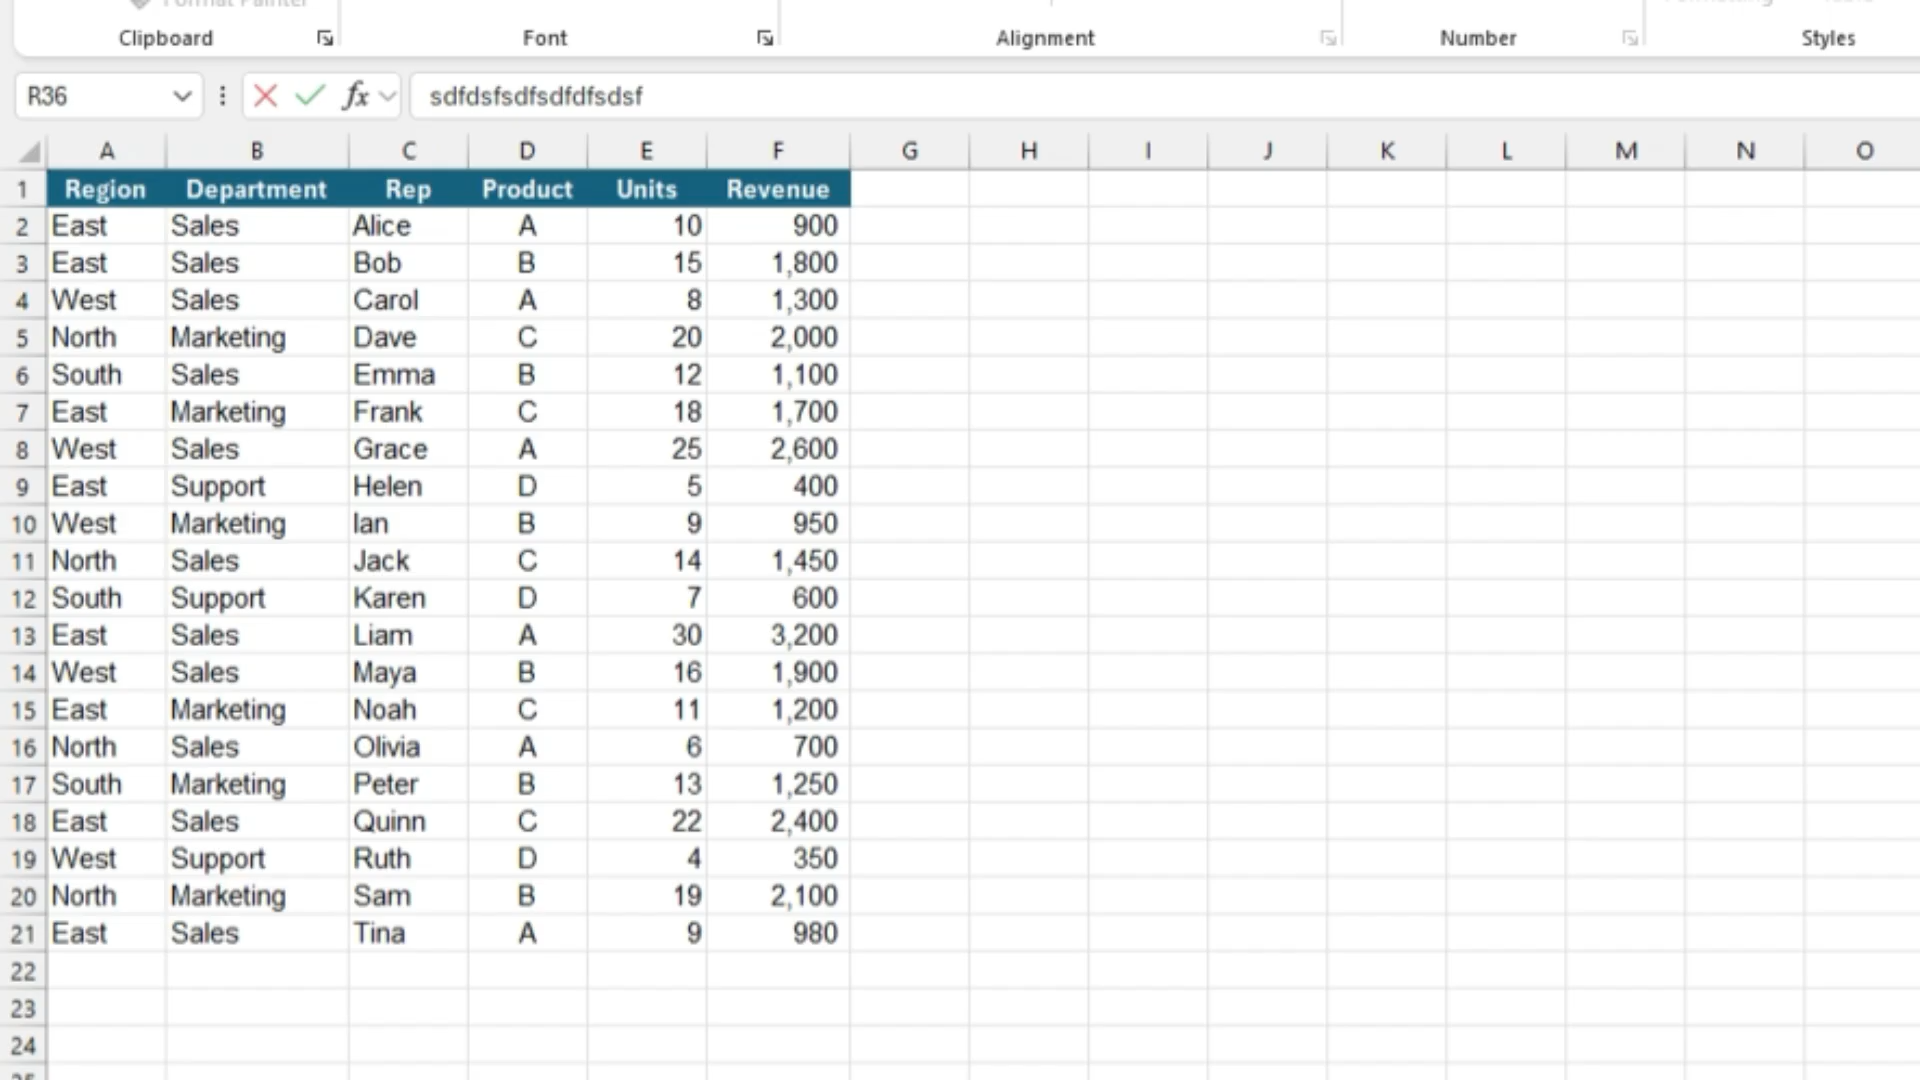 Format Painter
Clipboard Font Alignment Number Styles
R36 fx sdfdsfsdfsdfdfsdsf
A B C D E F G H I J K L M N O
1 Region Department Rep Product Units Revenue
2 East Sales Alice A 10 900
3 East Sales Bob B 15 1,800
4 West Sales Carol A 8 1,300
5 North Marketing Dave C 20 2,000
6 South Sales Emma B 12 1,100
7 East Marketing Frank C 18 1,700
8 West Sales Grace A 25 2,600
9 East Support Helen D 5 400
10 West Marketing Ian B 9 950
11 North Sales Jack C 14 1,450
12 South Support Karen D 7 600
13 East Sales Liam A 30 3,200
14 West Sales Maya B 16 1,900
15 East Marketing Noah C 11 1,200
16 North Sales Olivia A 6 700
17 South Marketing Peter B 13 1,250
18 East Sales Quinn C 22 2,400
19 West Support Ruth D 4 350
20 North Marketing Sam B 19 2,100
21 East Sales Tina A 9 980
22
23
24